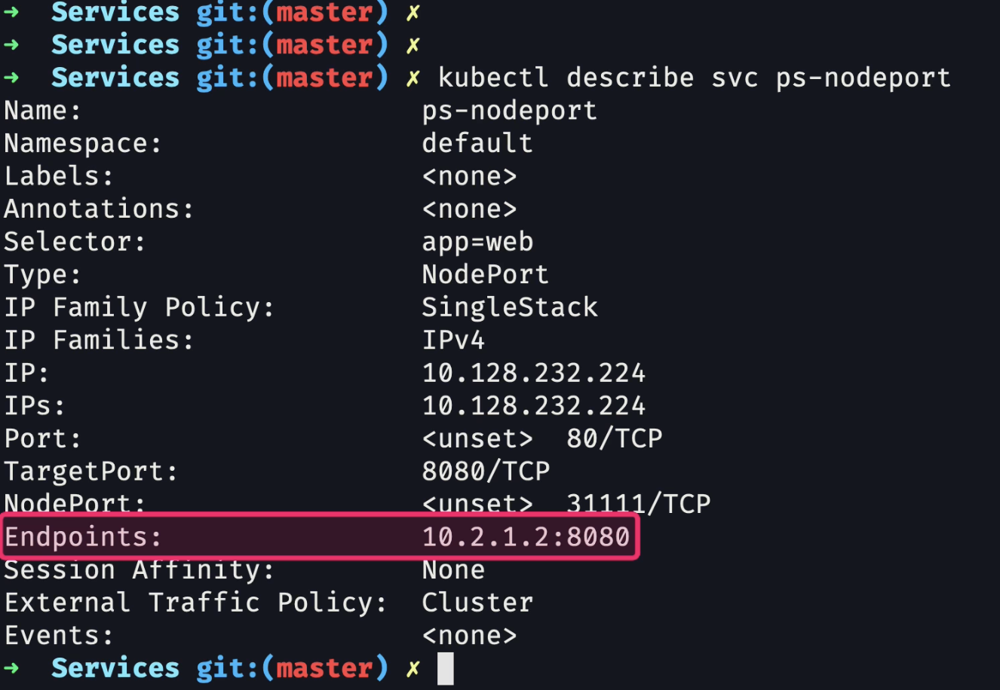 ➜  Services git:(master) ✗
➜  Services git:(master) ✗
➜  Services git:(master) ✗ kubectl describe svc ps-nodeport
Name:                     ps-nodeport
Namespace:                default
Labels:                   <none>
Annotations:              <none>
Selector:                 app=web
Type:                     NodePort
IP Family Policy:         SingleStack
IP Families:              IPv4
IP:                       10.128.232.224
IPs:                      10.128.232.224
Port:                     <unset>  80/TCP
TargetPort:               8080/TCP
NodePort:                 <unset>  31111/TCP
Endpoints:                10.2.1.2:8080
Session Affinity:         None
External Traffic Policy:  Cluster
Events:                   <none>
➜  Services git:(master) ✗